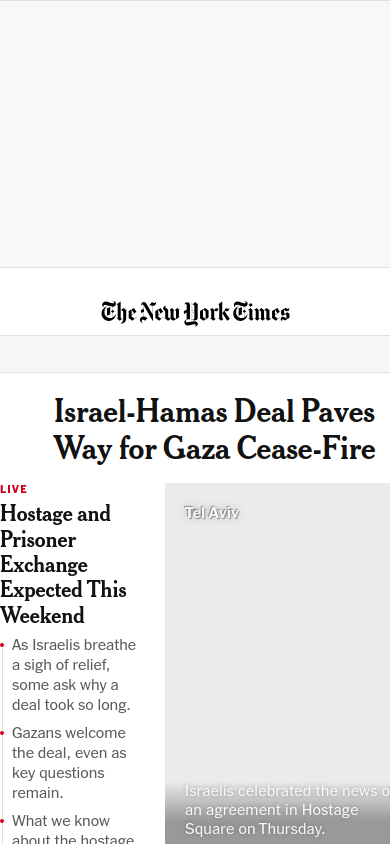 The New York Times
Israel-Hamas Deal Paves
Way for Gaza Cease-Fire
LIVE
Hostage and
Prisoner
Exchange
Expected This
Weekend
As Israelis breathe
a sigh of relief,
some ask why a
deal took so long.
Gazans welcome
the deal, even as
key questions
remain.
What we know
about the hostage
Tel Aviv
Israelis celebrated the news o
an agreement in Hostage
Square on Thursday.